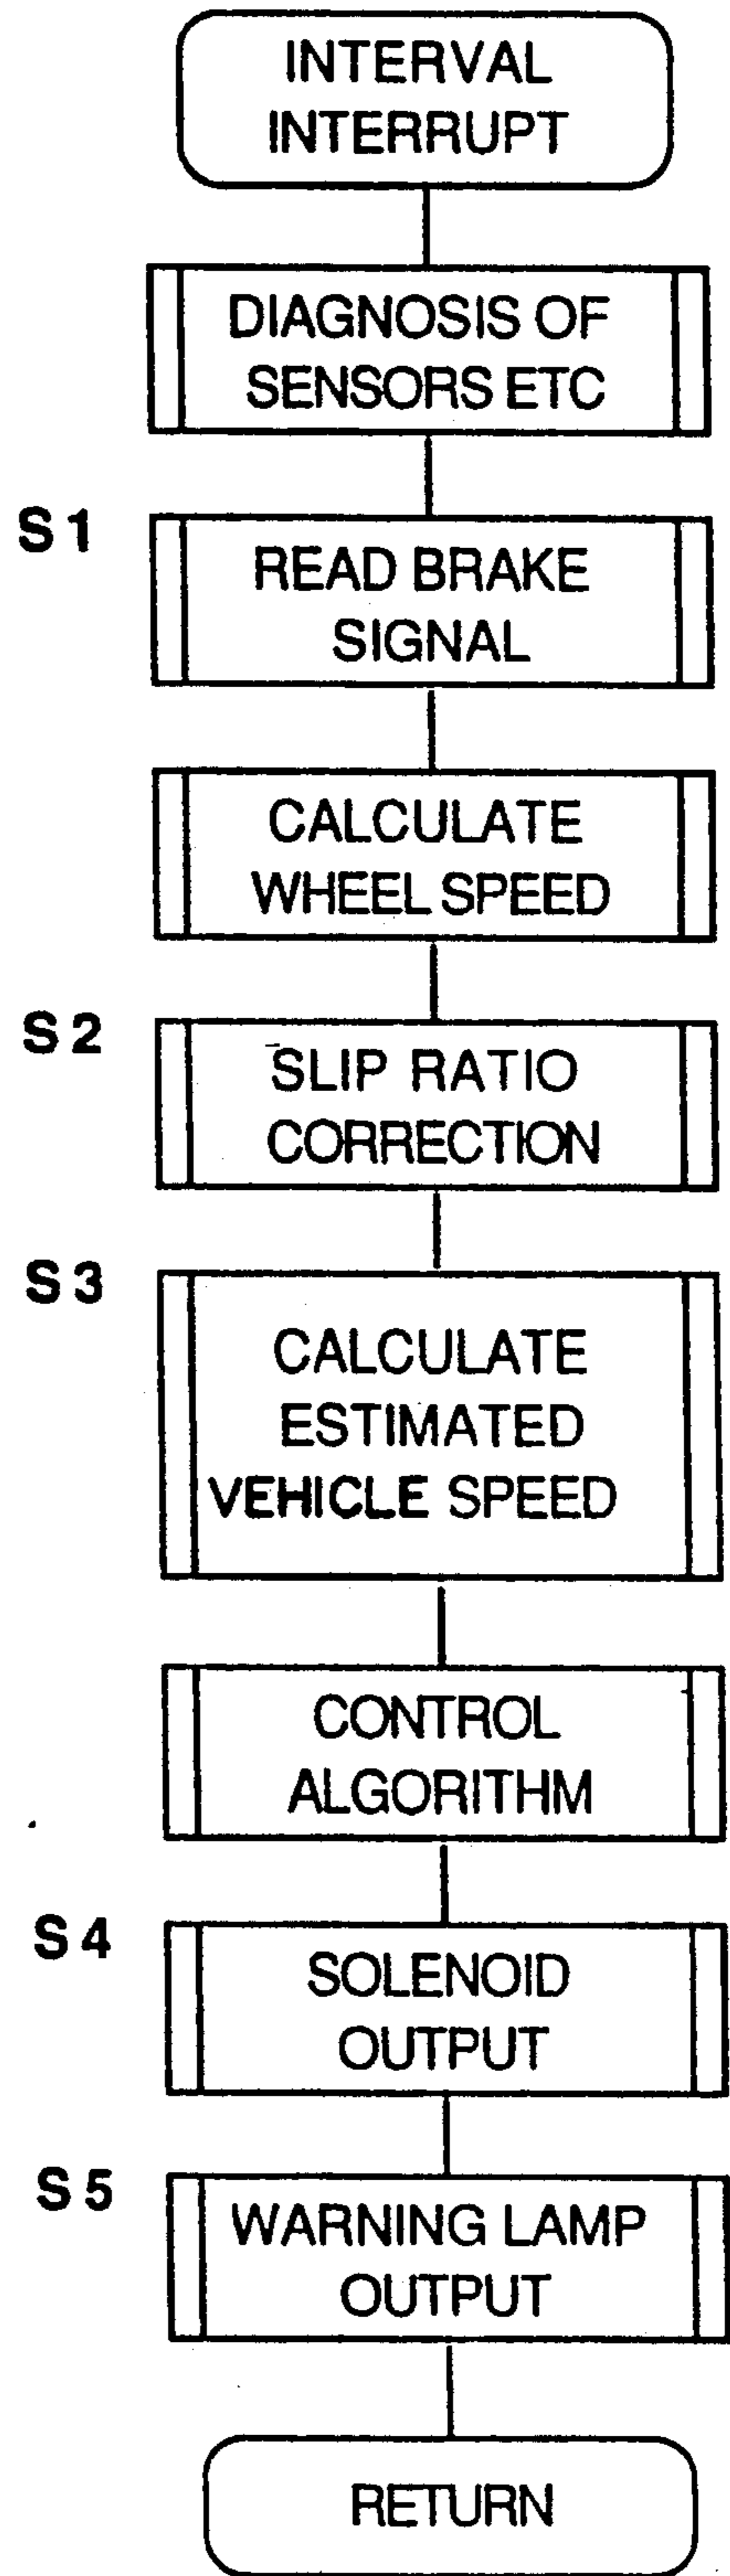 INTERVAL
INTERRUPT
DIAGNOSIS OF
SENSORS ETC
S1
READ BRAKE
SIGNAL
CALCULATE
WHEEL SPEED
S2
SLIP RATIO
CORRECTION
S3
CALCULATE
ESTIMATED
VEHICLE SPEED
CONTROL
ALGORITHM
S4
SOLENOID
OUTPUT
S5
WARNING LAMP
OUTPUT
RETURN